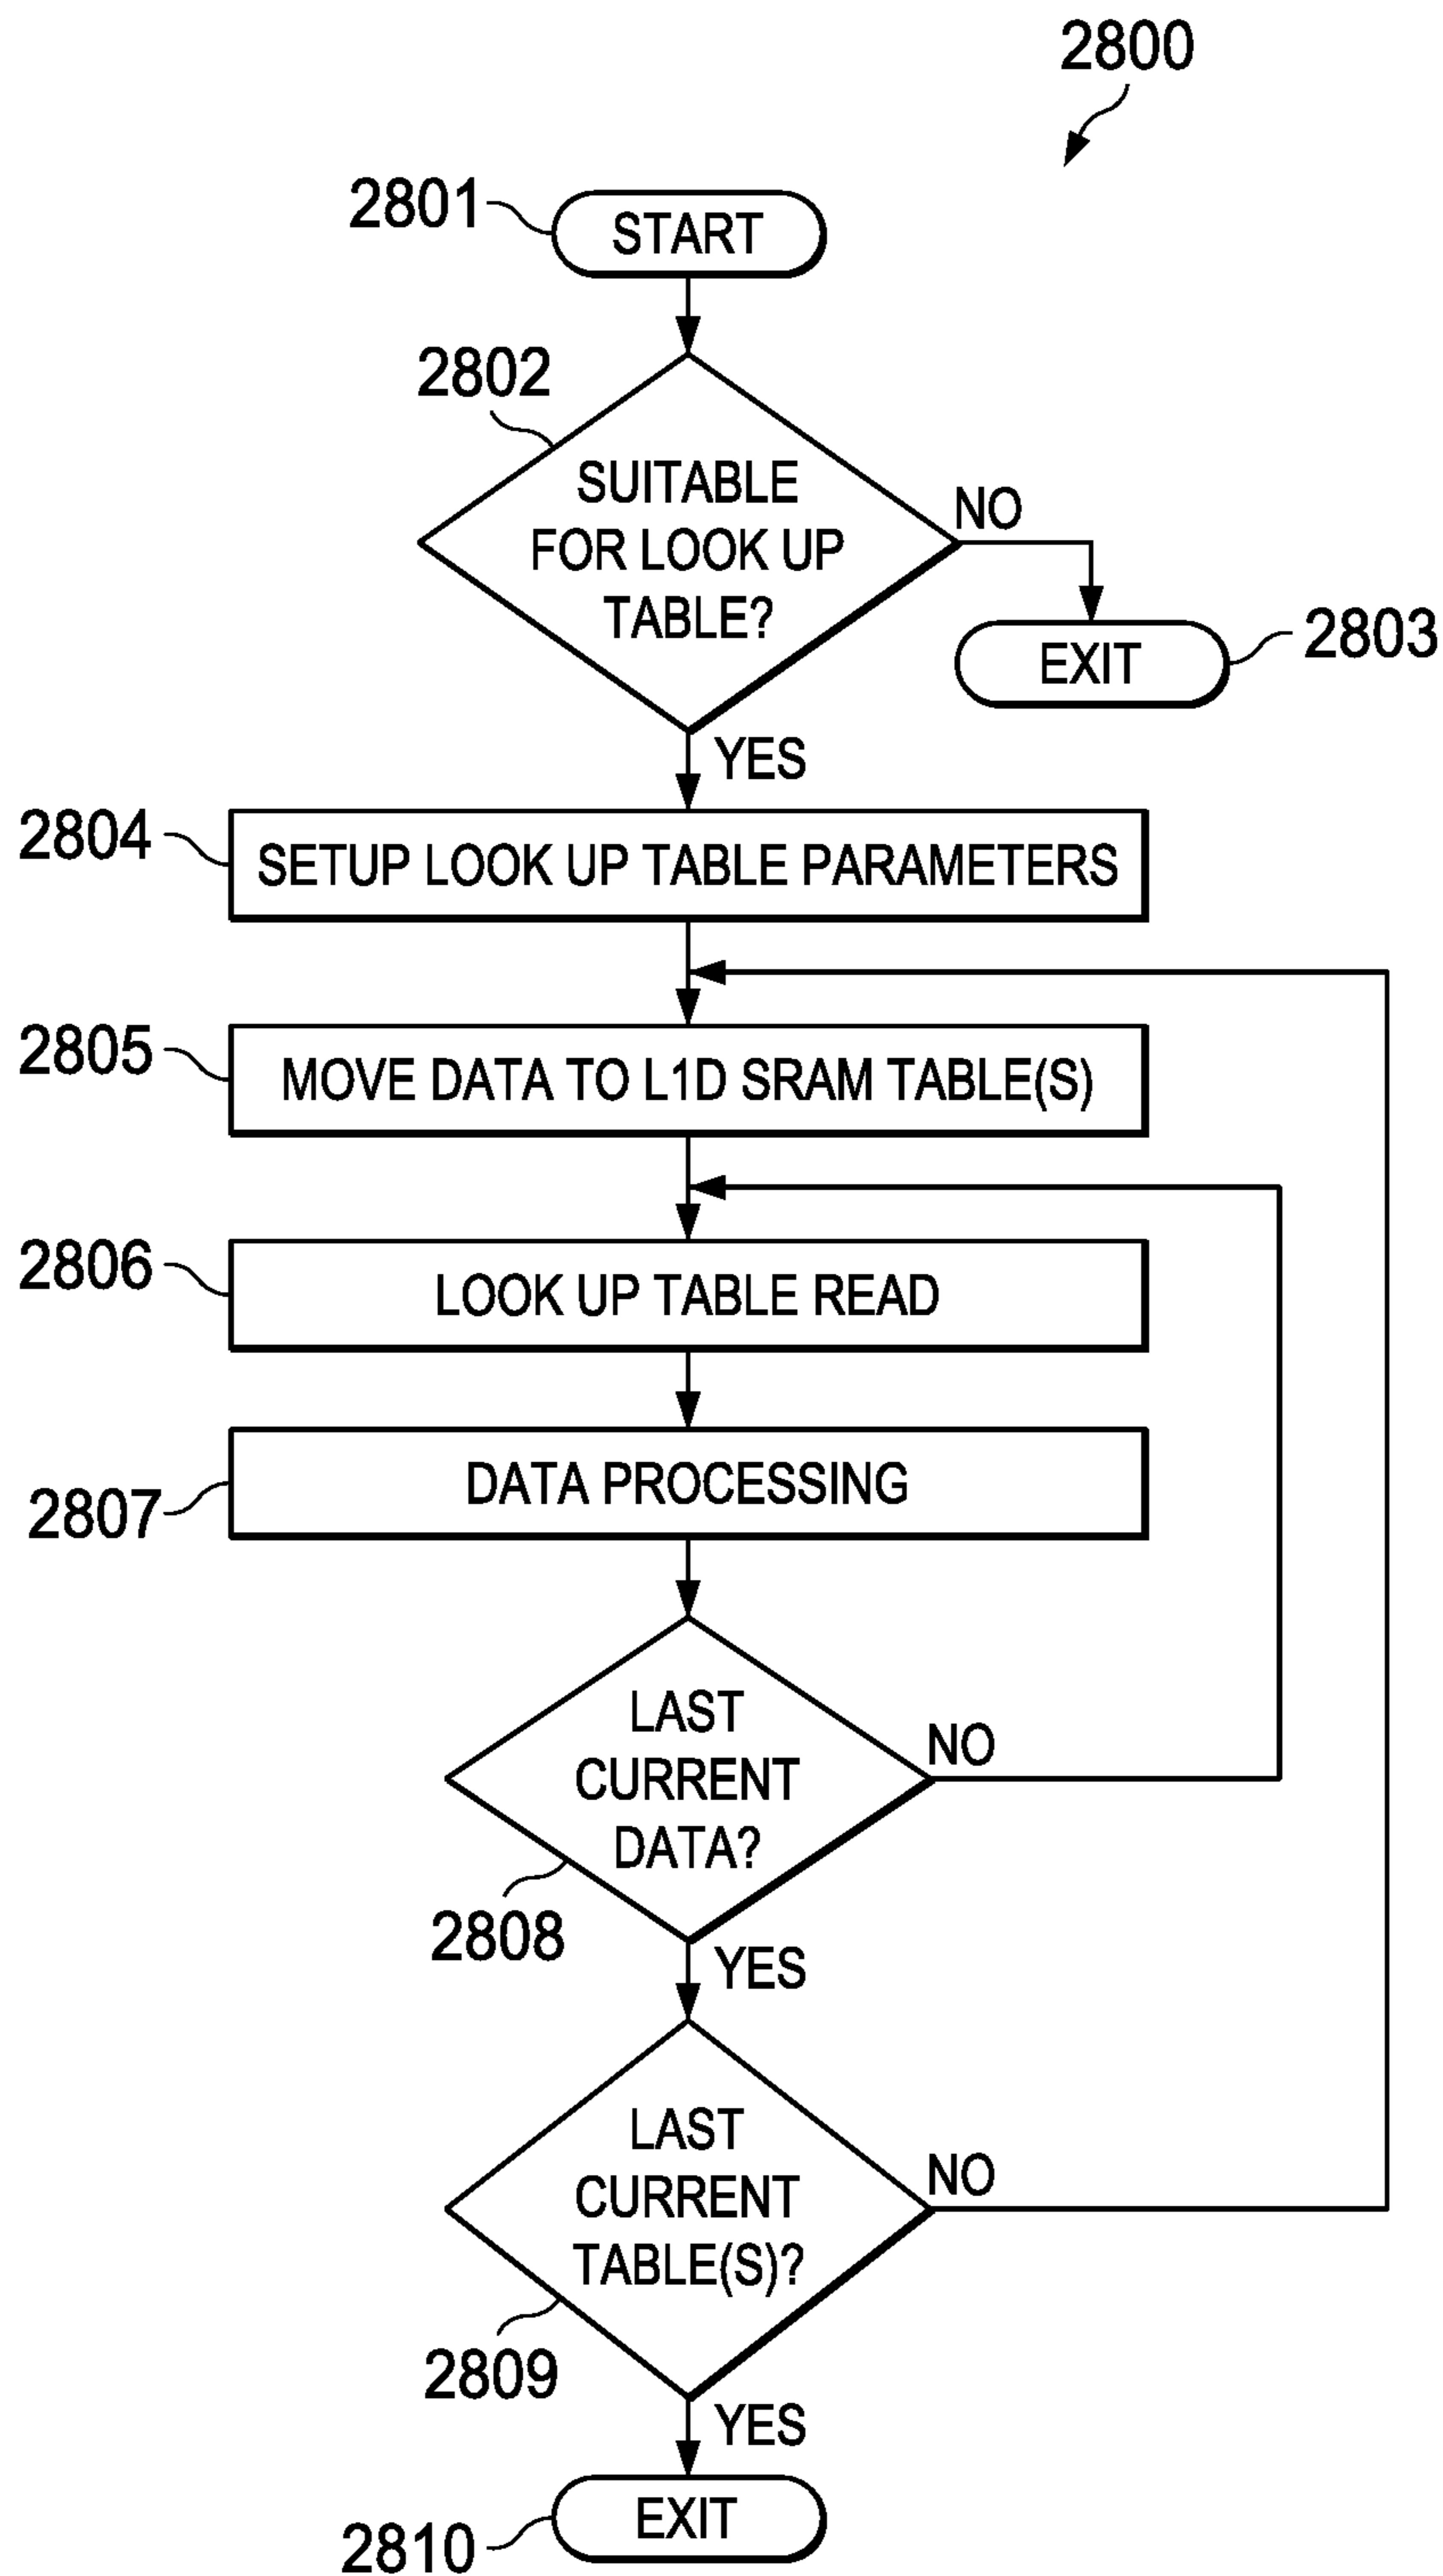 2800
2801
START
2802
SUITABLE
FOR LOOK UP
TABLE?
NO
EXIT
2803
YES
2804
SETUP LOOK UP TABLE PARAMETERS
2805
MOVE DATA TO L1D SRAM TABLE(S)
2806
LOOK UP TABLE READ
2807
DATA PROCESSING
LAST
CURRENT
DATA?
NO
2808
YES
LAST
CURRENT
TABLE(S)?
NO
2809
YES
EXIT
2810